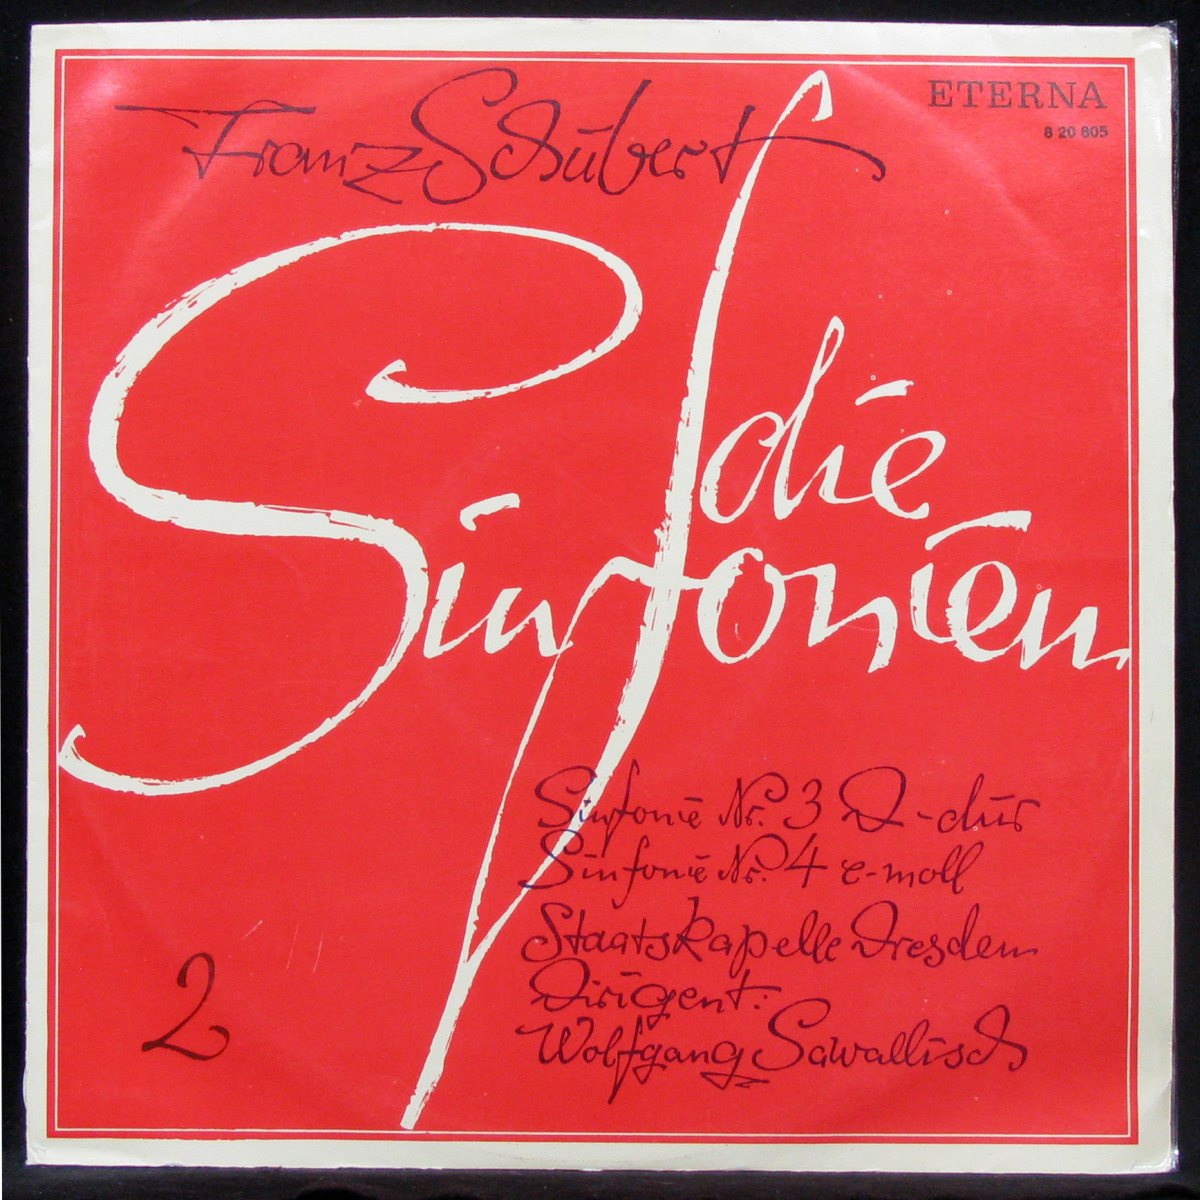 Franz Schubert
ETERNA
8 20 805
die
Sinfonien
Sinfonie Nr. 3 D-dur
Sinfonie Nr. 4 c-moll
Staatskapelle Dresden
Dirigent:
Wolfgang Sawallisch
2